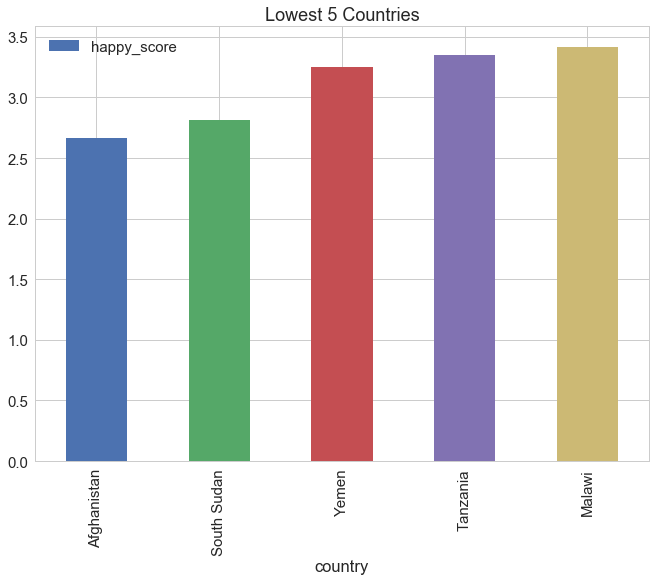 Lowest 5 Countries
happy_score
3.5
3.0
2.5
2.0
1.5
1.0
0.5
0.0
Afghanistan
South Sudan
Yemen
Tanzania
Malawi
country